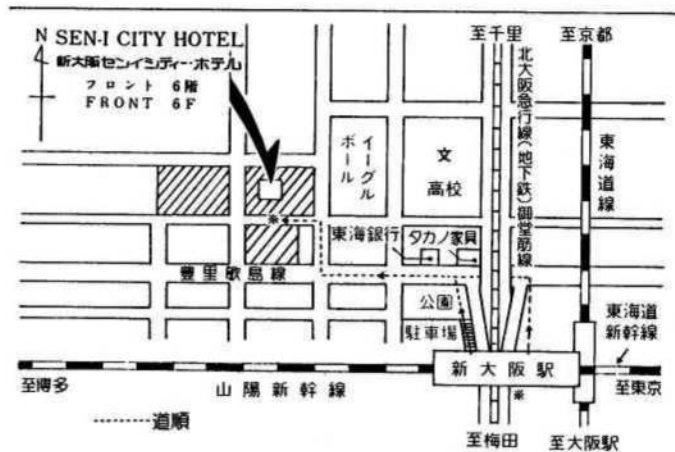 N SEN-I CITY HOTEL
新大阪センイシティー・ホテル
フロント 6階
FRONT 6F
至千里
至京都
北大阪急行線(地下鉄)御堂筋線
東海道線
イーグルボール
文
高校
東海銀行
タカノ家具
豊里歌島線
公園
駐車場
東海道
新幹線
新大阪駅
至博多
山陽新幹線
至東京
道順
至梅田
至大阪駅